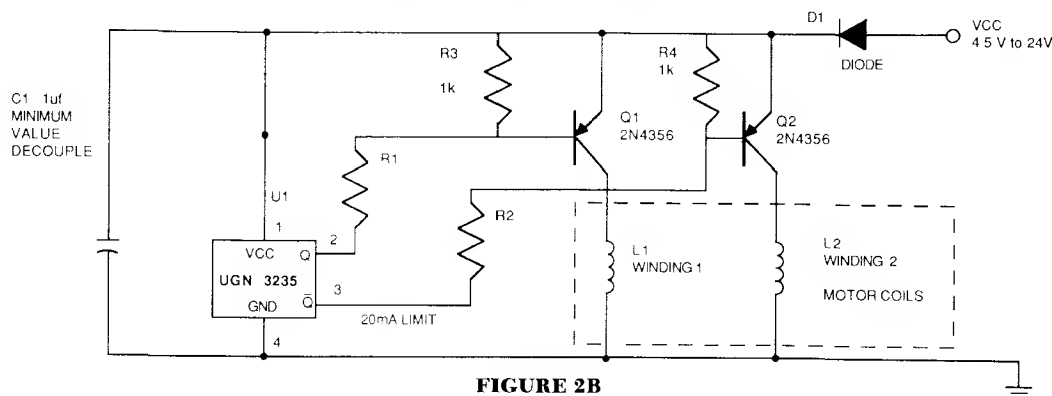 D1
VCC
4 5 V to 24V
DIODE
R3
1k
R4
1k
C1 1uf
MINIMUM
VALUE
DECOUPLE
Q1
2N4356
Q2
2N4356
R1
U1
R2
1
2
VCC Q
UGN 3235
3
GND Q̅
20mA LIMIT
4
L1
WINDING 1
L2
WINDING 2
MOTOR COILS
FIGURE 2B